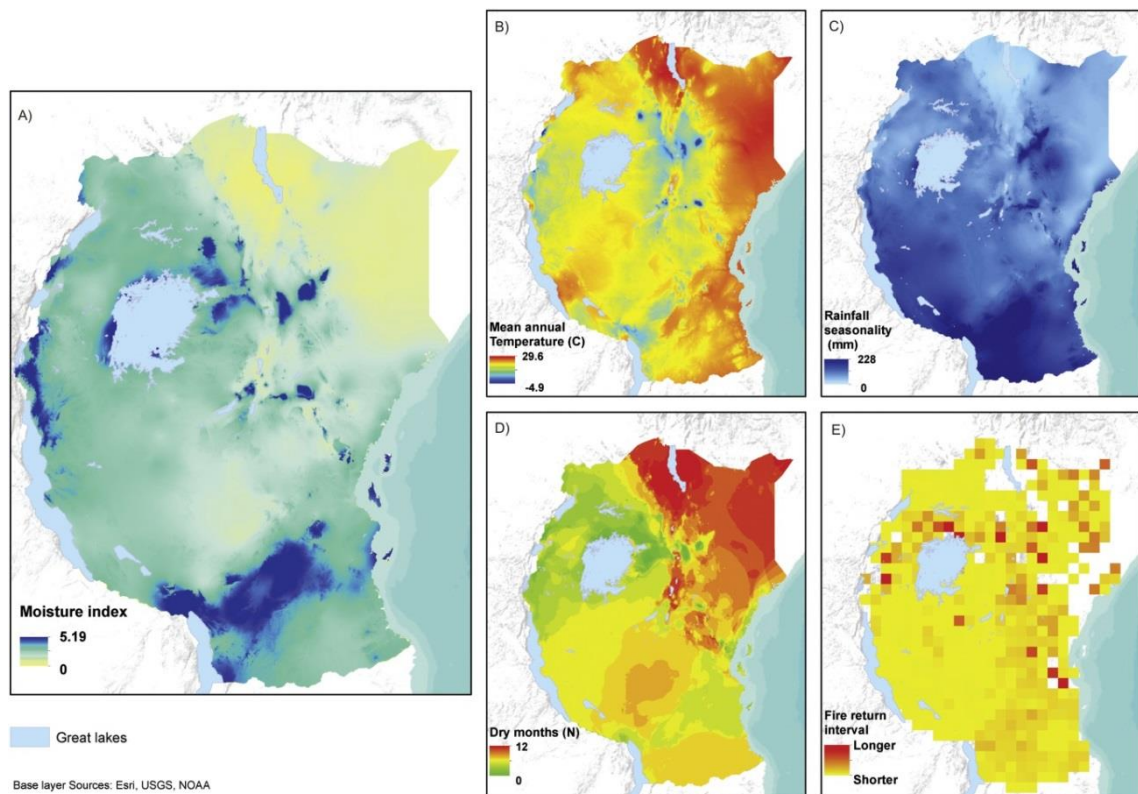 A)
Moisture index
5.19
0
Great lakes
Base layer Sources: Esri, USGS, NOAA
B)
Mean annual
Temperature (C)
29.6
-4.9
C)
Rainfall
seasonality
(mm)
228
0
D)
Dry months (N)
12
0
E)
Fire return
interval
Longer
Shorter